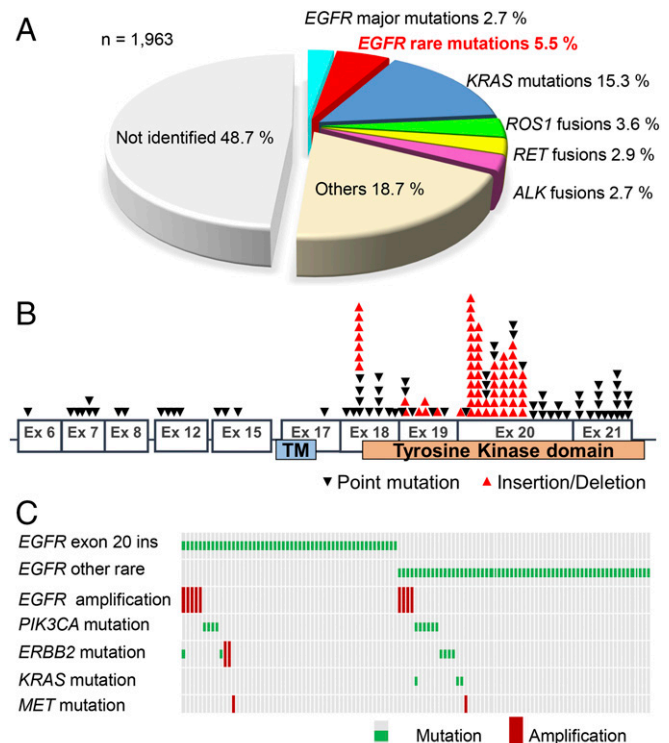 A
n = 1,963
EGFR major mutations 2.7 %
EGFR rare mutations 5.5 %
KRAS mutations 15.3 %
ROS1 fusions 3.6 %
RET fusions 2.9 %
ALK fusions 2.7 %
Others 18.7 %
Not identified 48.7 %
B
Ex 6 Ex 7 Ex 8 Ex 12 Ex 15 Ex 17 Ex 18 Ex 19 Ex 20 Ex 21
TM Tyrosine Kinase domain
Point mutation Insertion/Deletion
C
EGFR exon 20 ins
EGFR other rare
EGFR amplification
PIK3CA mutation
ERBB2 mutation
KRAS mutation
MET mutation
Mutation Amplification